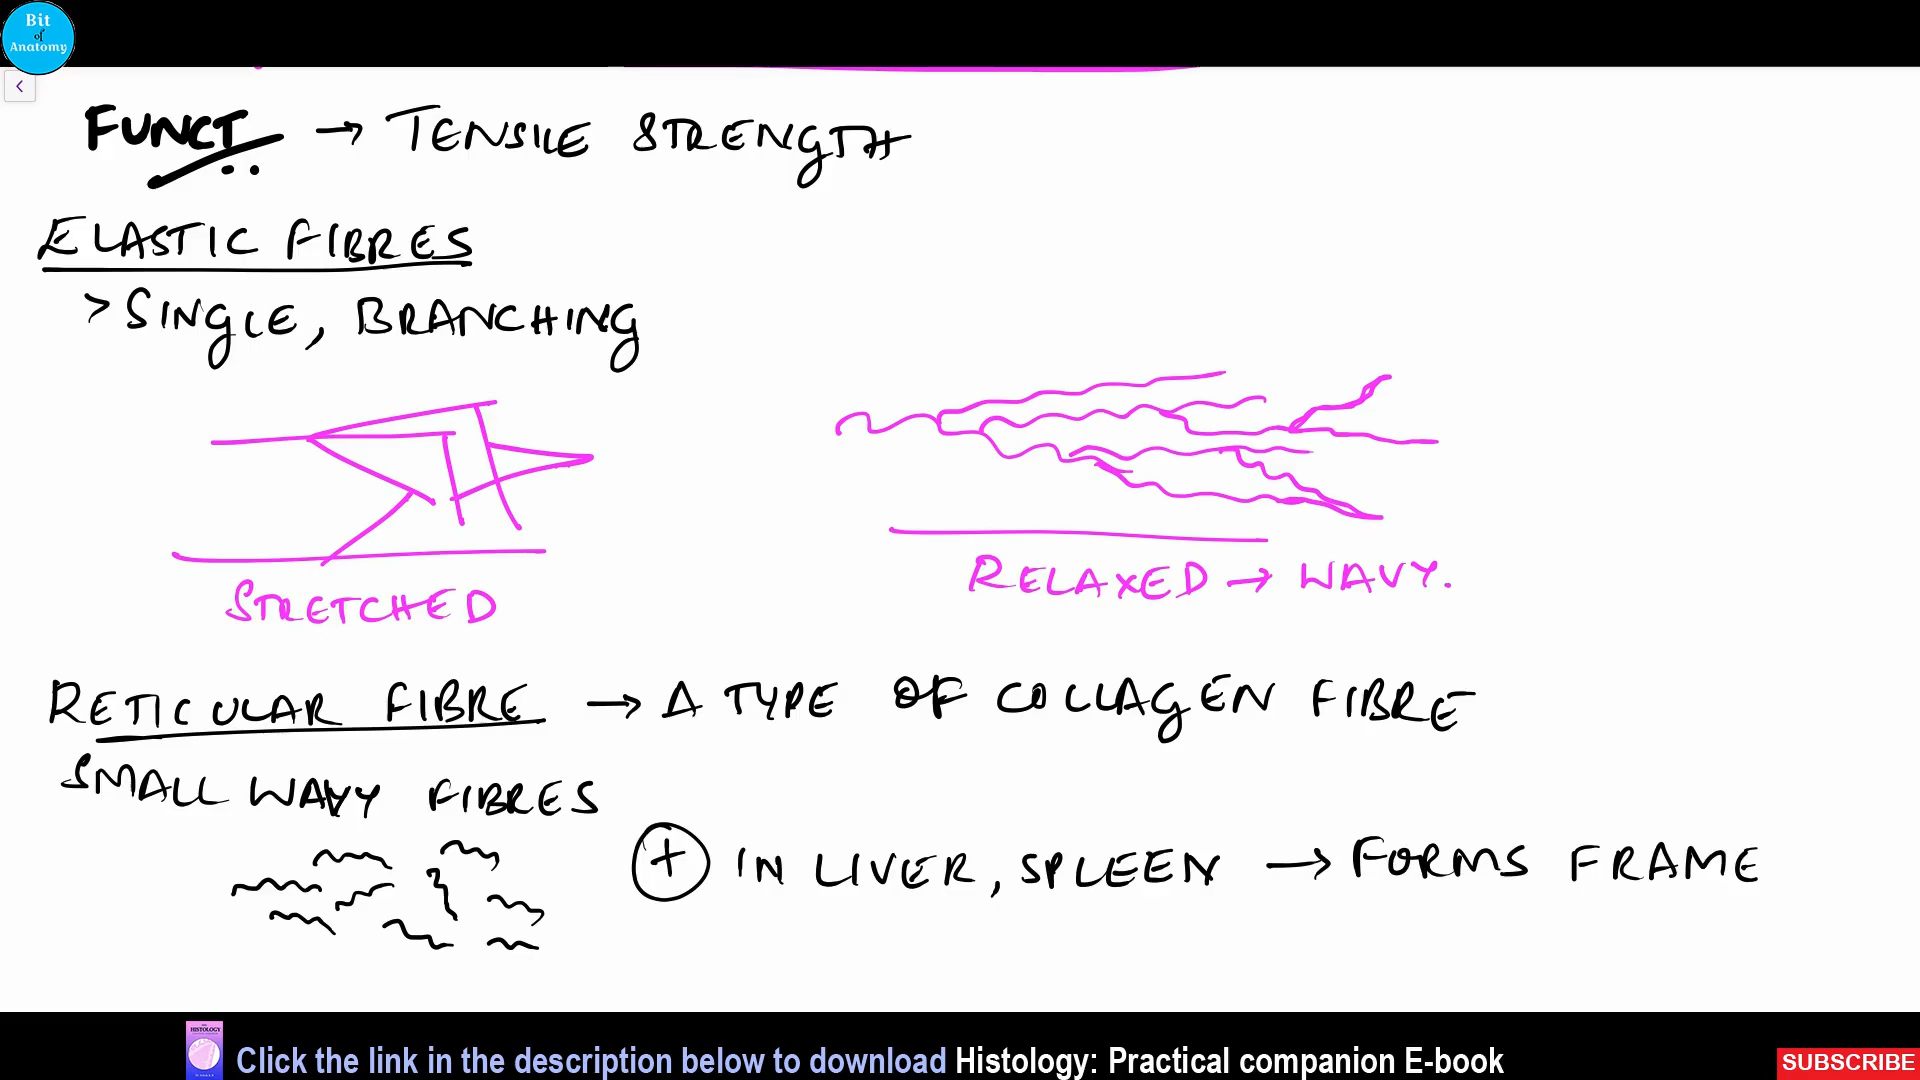 Bit
of
Anatomy
FUNCT → TENSILE STRENGTH
ELASTIC FIBRES
> SINGLE, BRANCHING
STRETCHED
RELAXED → WAVY.
RETICULAR FIBRE → A TYPE OF COLLAGEN FIBRE
SMALL WAVY FIBRES
+ IN LIVER, SPLEEN → FORMS FRAME
HISTOLOGY
Click the link in the description below to download Histology: Practical companion E-book
SUBSCRIBE